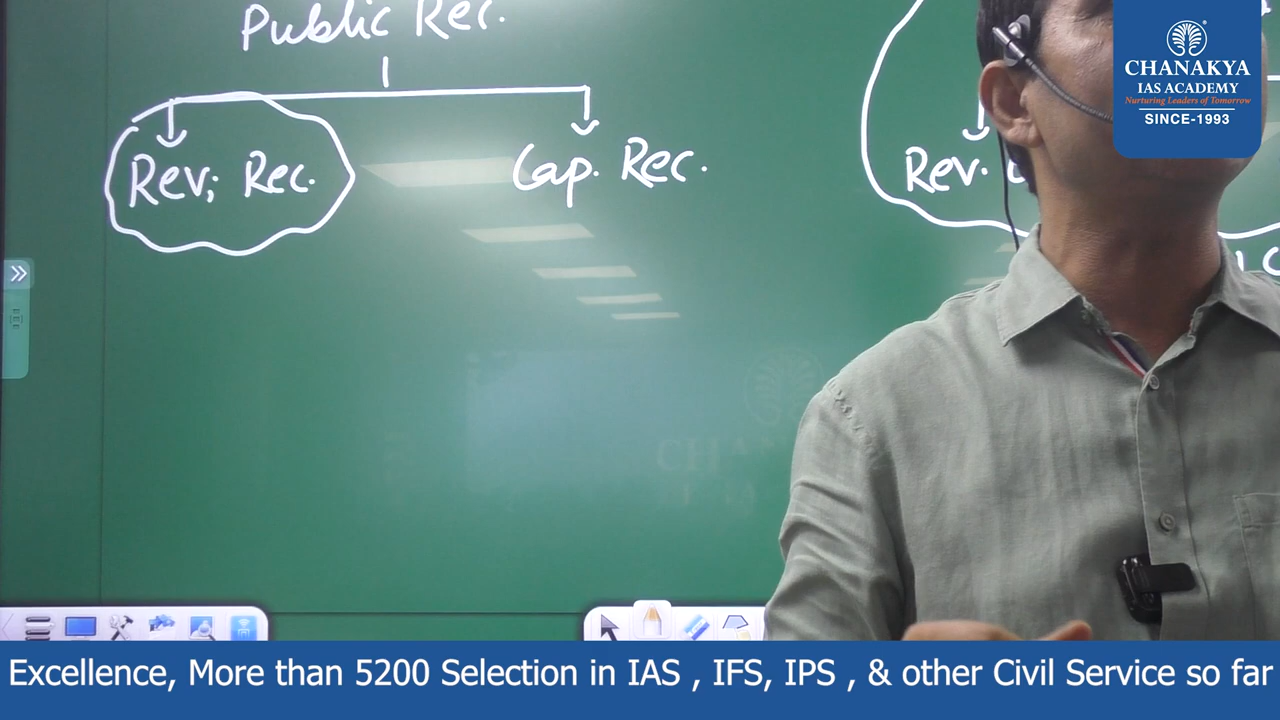 Public Rec.
Rev; Rec.
Cap. Rec.
Rev.
CHANAKYA
IAS ACADEMY
Nurturing Leaders of Tomorrow
SINCE-1993
Excellence, More than 5200 Selection in IAS , IFS, IPS , & other Civil Service so far